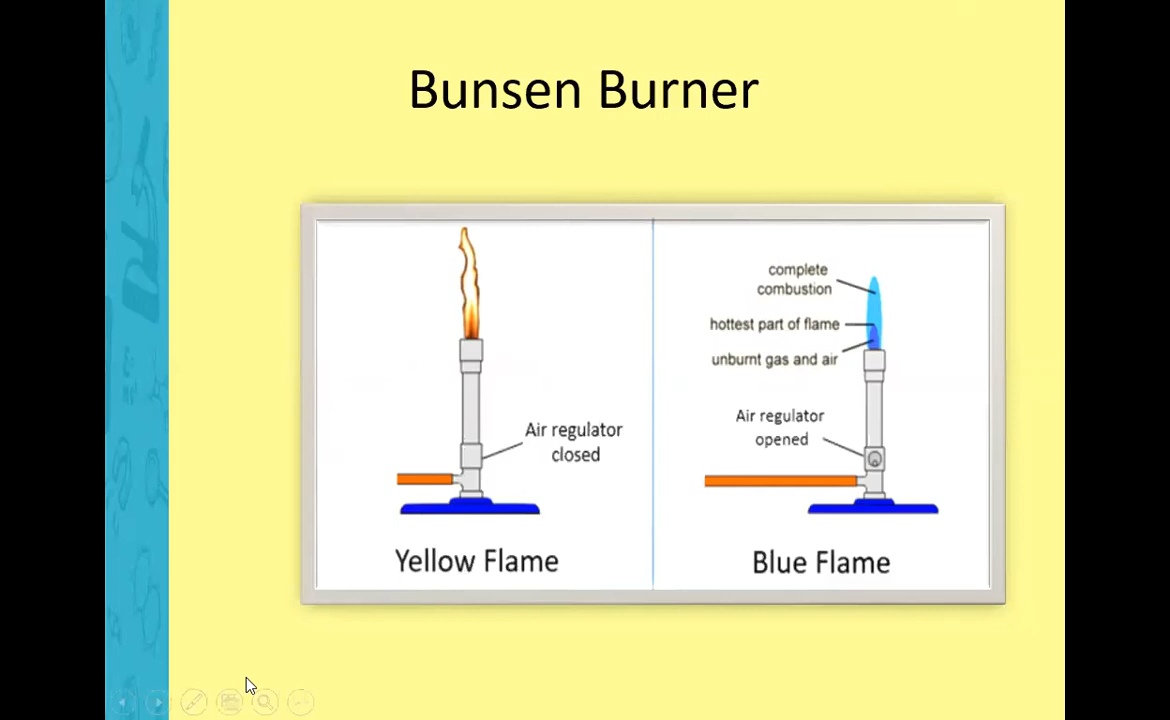 Bunsen Burner
complete
combustion
hottest part of flame
unburnt gas and air
Air regulator
opened
Air regulator
closed
Yellow Flame
Blue Flame